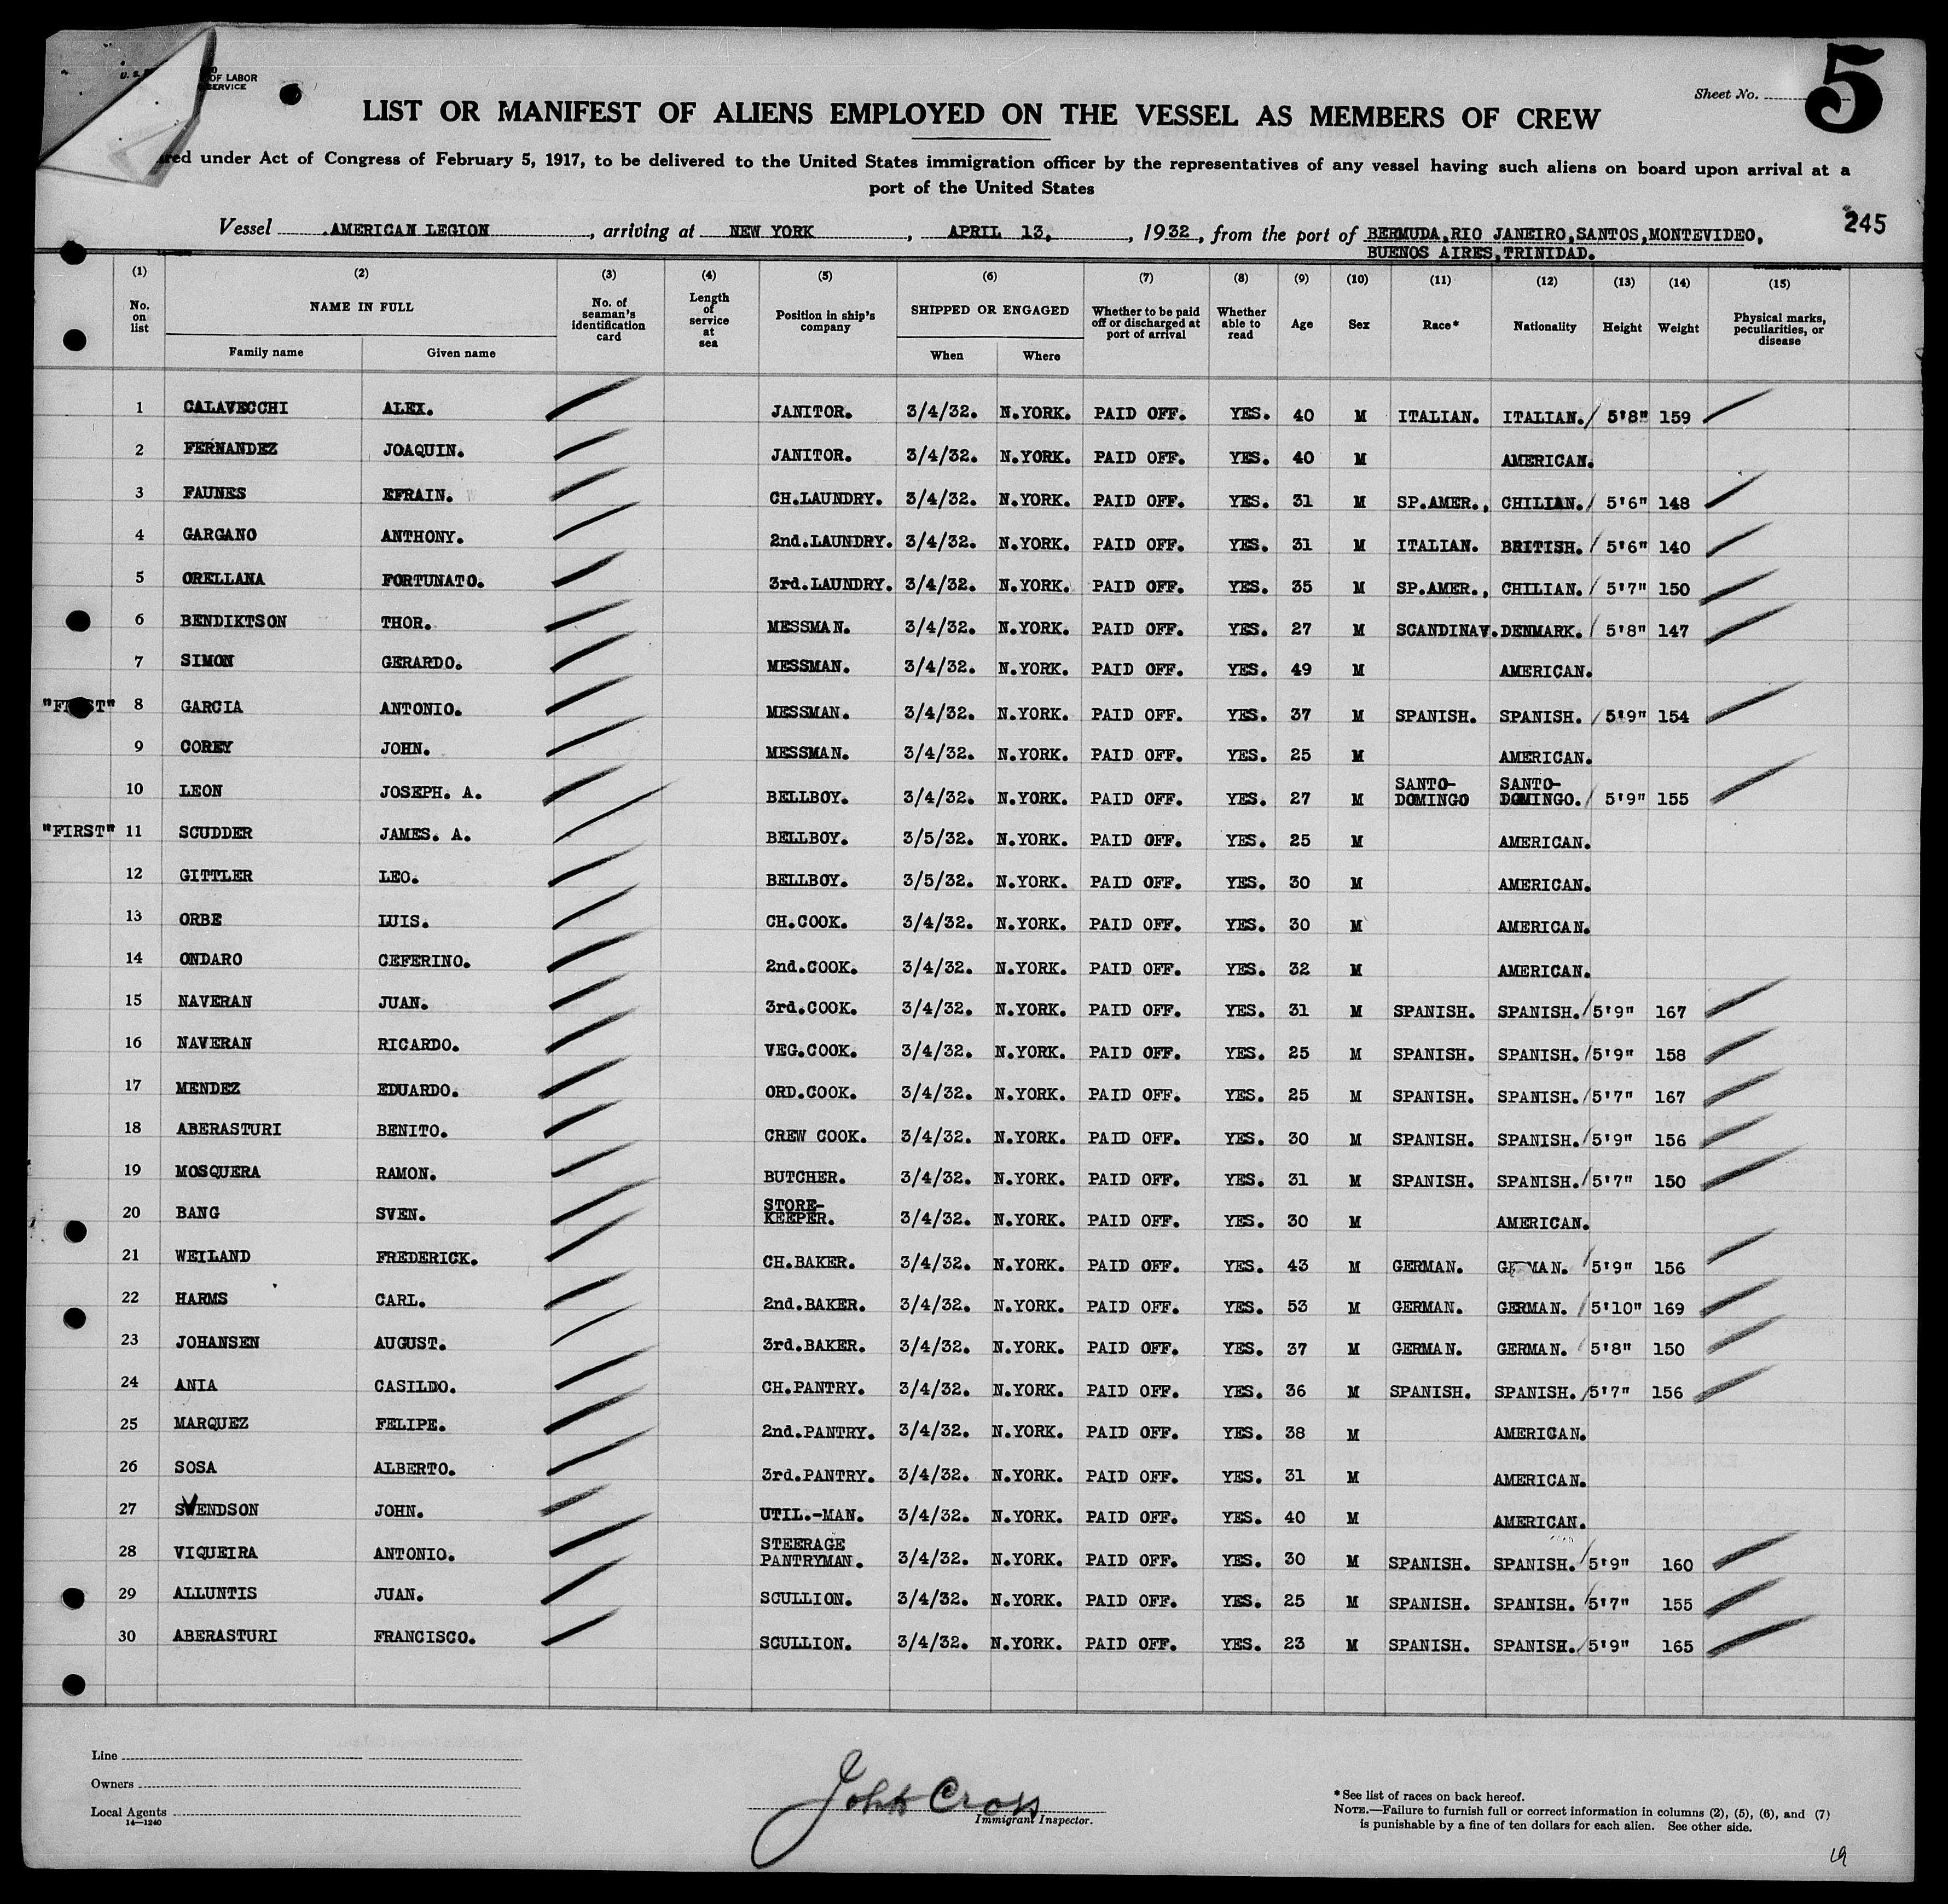 OF LABOR
SERVICE
Sheet No. 5
LIST OR MANIFEST OF ALIENS EMPLOYED ON THE VESSEL AS MEMBERS OF CREW
under Act of Congress of February 5, 1917, to be delivered to the United States immigration officer by the representatives of any vessel having such aliens on board upon arrival at a
port of the United States
245
Vessel AMERICAN LEGION, arriving at NEW YORK, APRIL 13, 1932, from the port of BERMUDA, RIO JANEIRO, SANTOS, MONTEVIDEO,
BUENOS AIRES, TRINIDAD.
(1) (2) (3) (4) (5) (6) (7) (8) (9) (10) (11) (12) (13) (14) (15)
No. on list NAME IN FULL No. of seaman's identification card Length of service at sea Position in ship's company SHIPPED OR ENGAGED Whether to be paid off or discharged at port of arrival Whether able to read Age Sex Race* Nationality Height Weight Physical marks, peculiarities, or disease
Family name Given name When Where
1 CALAVECCHI ALEX. JANITOR. 3/4/32. N.YORK. PAID OFF. YES. 40 M ITALIAN. ITALIAN. 5'8" 159
2 FERNANDEZ JOAQUIN. JANITOR. 3/4/32. N.YORK. PAID OFF. YES. 40 M AMERICAN.
3 FAUNES EFRAIN. CH.LAUNDRY. 3/4/32. N.YORK. PAID OFF. YES. 31 M SP.AMER., CHILIAN. 5'6" 148
4 GARGANO ANTHONY. 2nd.LAUNDRY. 3/4/32. N.YORK. PAID OFF. YES. 31 M ITALIAN. BRITISH. 5'6" 140
5 ORELLANA FORTUNATO. 3rd.LAUNDRY. 3/4/32. N.YORK. PAID OFF. YES. 35 M SP.AMER., CHILIAN. 5'7" 150
6 BENDIKTSON THOR. MESSMAN. 3/4/32. N.YORK. PAID OFF. YES. 27 M SCANDINAV. DENMARK. 5'8" 147
7 SIMON GERARDO. MESSMAN. 3/4/32. N.YORK. PAID OFF. YES. 49 M AMERICAN.
"FIRST" 8 GARCIA ANTONIO. MESSMAN. 3/4/32. N.YORK. PAID OFF. YES. 37 M SPANISH. SPANISH. 5'9" 154
9 COREY JOHN. MESSMAN. 3/4/32. N.YORK. PAID OFF. YES. 25 M AMERICAN.
10 LEON JOSEPH. A. BELLBOY. 3/4/32. N.YORK. PAID OFF. YES. 27 M SANTO-DOMINGO SANTO-DOMINGO. 5'9" 155
"FIRST" 11 SCUDDER JAMES. A. BELLBOY. 3/5/32. N.YORK. PAID OFF. YES. 25 M AMERICAN.
12 GITTLER LEO. BELLBOY. 3/5/32. N.YORK. PAID OFF. YES. 30 M AMERICAN.
13 ORBE LUIS. CH.COOK. 3/4/32. N.YORK. PAID OFF. YES. 30 M AMERICAN.
14 ONDARO CEFERINO. 2nd.COOK. 3/4/32. N.YORK. PAID OFF. YES. 32 M AMERICAN.
15 NAVERAN JUAN. 3rd.COOK. 3/4/32. N.YORK. PAID OFF. YES. 31 M SPANISH. SPANISH. 5'9" 167
16 NAVERAN RICARDO. VEG.COOK. 3/4/32. N.YORK. PAID OFF. YES. 25 M SPANISH. SPANISH. 5'9" 158
17 MENDEZ EDUARDO. ORD.COOK. 3/4/32. N.YORK. PAID OFF. YES. 25 M SPANISH. SPANISH. 5'7" 167
18 ABERASTURI BENITO. CREW COOK. 3/4/32. N.YORK. PAID OFF. YES. 30 M SPANISH. SPANISH. 5'9" 156
19 MOSQUERA RAMON. BUTCHER. 3/4/32. N.YORK. PAID OFF. YES. 31 M SPANISH. SPANISH. 5'7" 150
20 BANG SVEN. STORE-KEEPER. 3/4/32. N.YORK. PAID OFF. YES. 30 M AMERICAN.
21 WEILAND FREDERICK. CH.BAKER. 3/4/32. N.YORK. PAID OFF. YES. 43 M GERMAN. GERMAN. 5'9" 156
22 HARMS CARL. 2nd.BAKER. 3/4/32. N.YORK. PAID OFF. YES. 53 M GERMAN. GERMAN. 5'10" 169
23 JOHANSEN AUGUST. 3rd.BAKER. 3/4/32. N.YORK. PAID OFF. YES. 37 M GERMAN. GERMAN. 5'8" 150
24 ANIA CASILDO. CH.PANTRY. 3/4/32. N.YORK. PAID OFF. YES. 36 M SPANISH. SPANISH. 5'7" 156
25 MARQUEZ FELIPE. 2nd.PANTRY. 3/4/32. N.YORK. PAID OFF. YES. 38 M AMERICAN.
26 SOSA ALBERTO. 3rd.PANTRY. 3/4/32. N.YORK. PAID OFF. YES. 31 M AMERICAN.
27 SVENDSON JOHN. UTIL.-MAN. 3/4/32. N.YORK. PAID OFF. YES. 40 M AMERICAN.
28 VIQUEIRA ANTONIO. STEERAGE PANTRYMAN. 3/4/32. N.YORK. PAID OFF. YES. 30 M SPANISH. SPANISH. 5'9" 160
29 ALLUNTIS JUAN. SCULLION. 3/4/32. N.YORK. PAID OFF. YES. 25 M SPANISH. SPANISH. 5'7" 155
30 ABERASTURI FRANCISCO. SCULLION. 3/4/32. N.YORK. PAID OFF. YES. 23 M SPANISH. SPANISH. 5'9" 165
Line
Owners
Local Agents
14—1240
John Cross
Immigrant Inspector.
* See list of races on back hereof.
NOTE.—Failure to furnish full or correct information in columns (2), (5), (6), and (7)
is punishable by a fine of ten dollars for each alien. See other side.
19